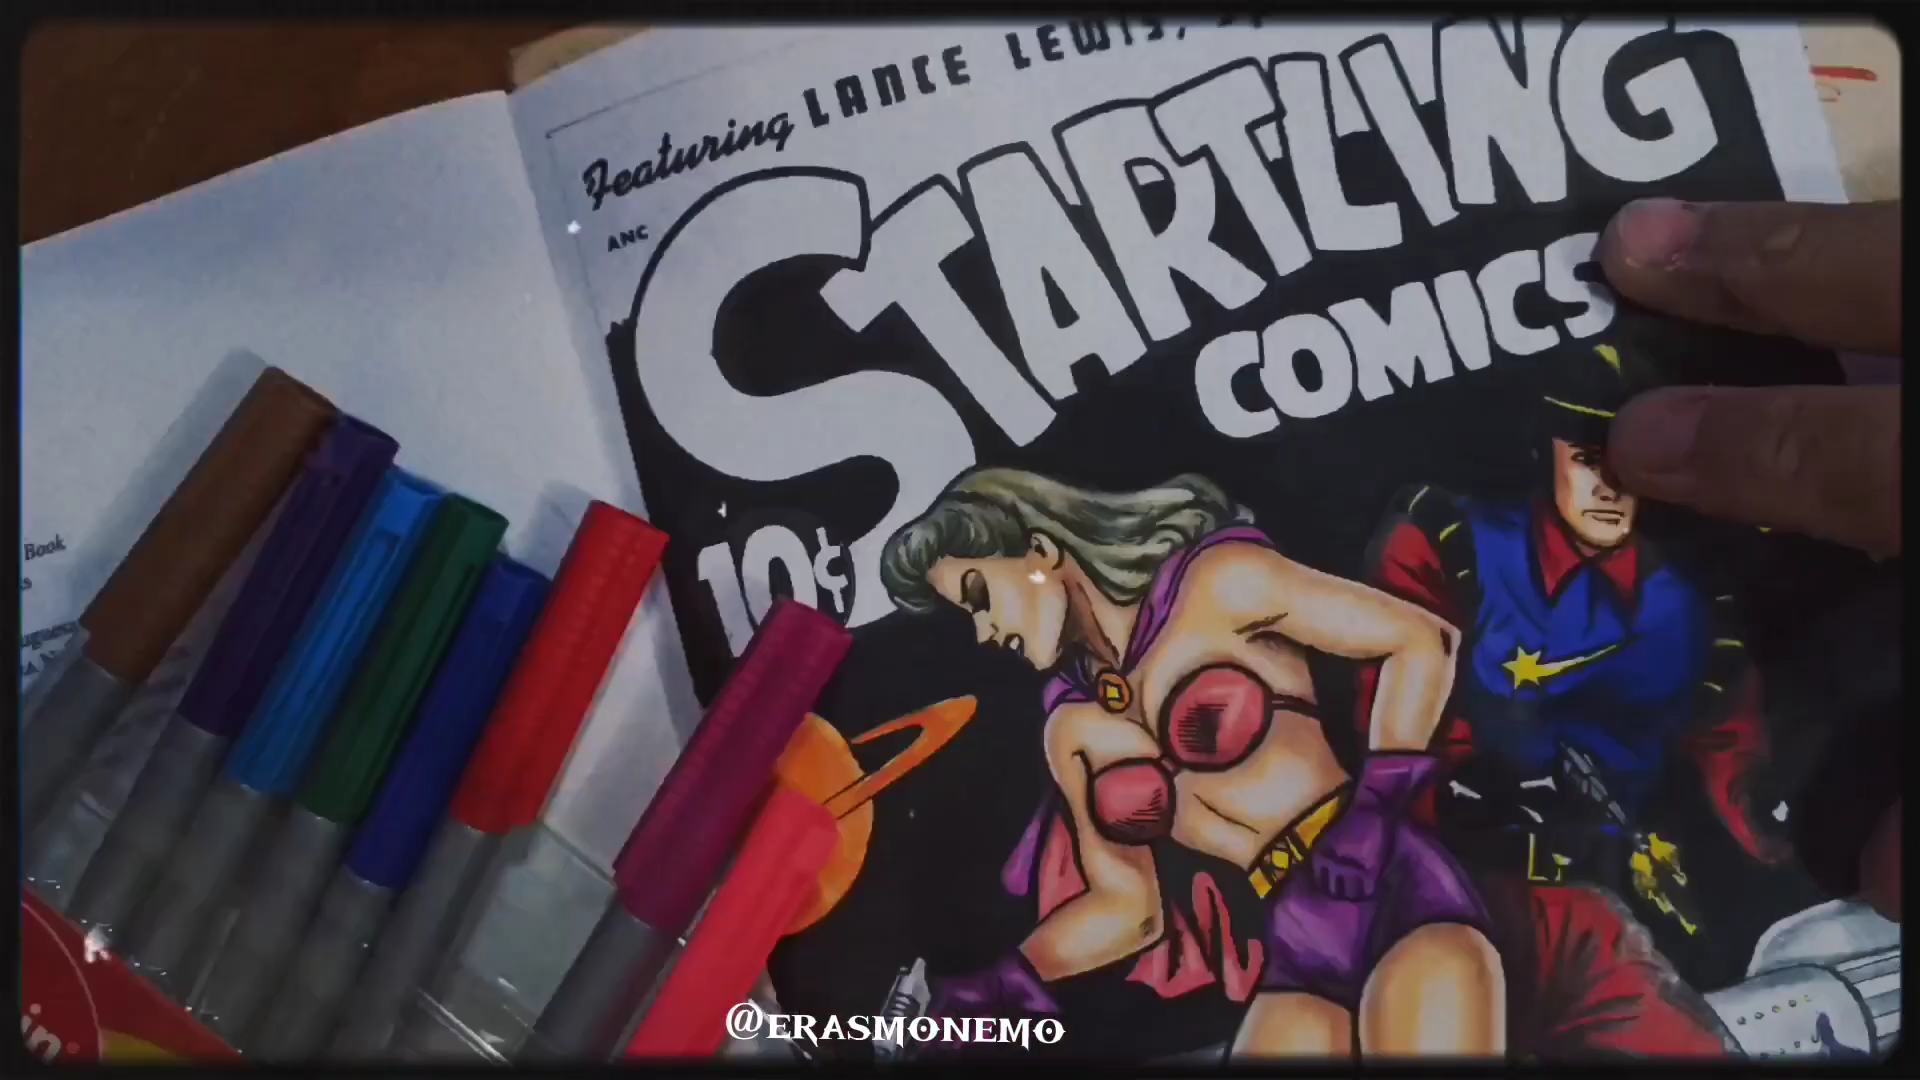 Featuring LANCE LEWIS,
ANC
STARTLING
COMICS
10¢
Book
@ERASMONEMO